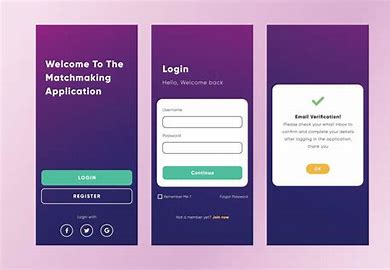 Welcome To The
Matchmaking
Application
LOGIN
REGISTER
Login with
Login
Hello, Welcome back
Username
Password
Continue
Remember Me ?
Forgot Password
Not a member yet? Join now
Email Verification!
Please check your email inbox to
confirm and complete your details
after logging in the application,
thank you
OK